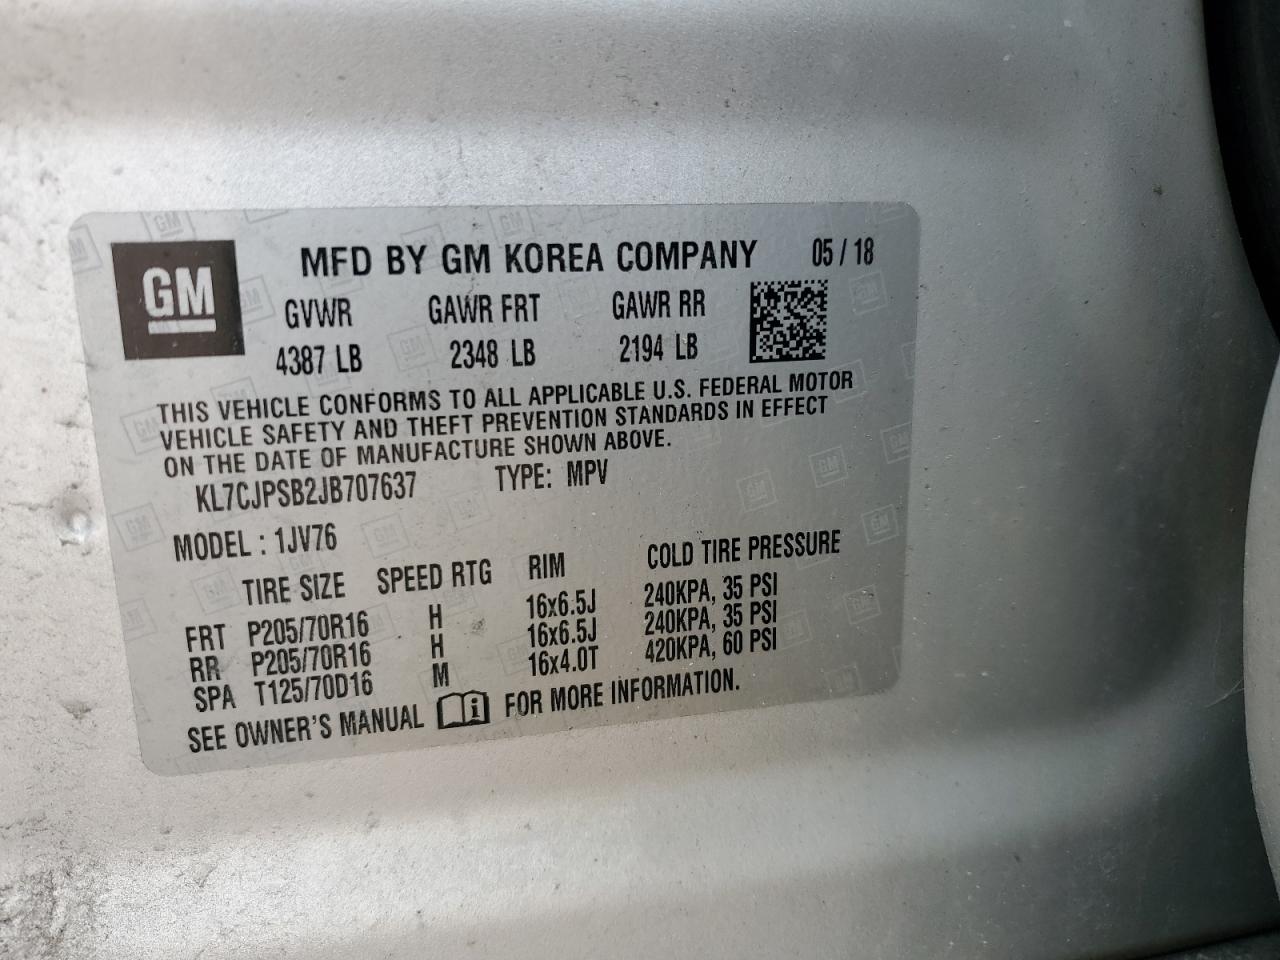 GM
MFD BY GM KOREA COMPANY 05 / 18
GVWR GAWR FRT GAWR RR
4387 LB 2348 LB 2194 LB
THIS VEHICLE CONFORMS TO ALL APPLICABLE U.S. FEDERAL MOTOR
VEHICLE SAFETY AND THEFT PREVENTION STANDARDS IN EFFECT
ON THE DATE OF MANUFACTURE SHOWN ABOVE.
KL7CJPSB2JB707637 TYPE: MPV
MODEL : 1JV76
TIRE SIZE SPEED RTG RIM COLD TIRE PRESSURE
FRT P205/70R16 H 16x6.5J 240KPA, 35 PSI
RR P205/70R16 H 16x6.5J 240KPA, 35 PSI
SPA T125/70D16 M 16x4.0T 420KPA, 60 PSI
SEE OWNER'S MANUAL i FOR MORE INFORMATION.